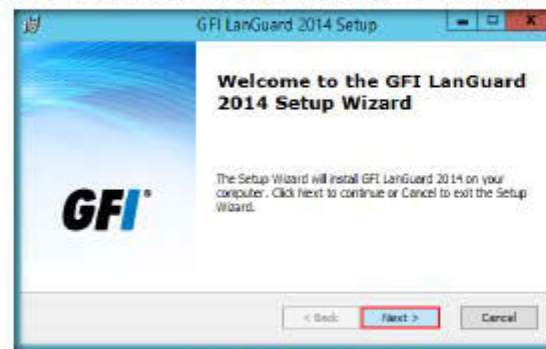 GFI LanGuard 2014 Setup
Welcome to the GFI LanGuard
2014 Setup Wizard
The Setup Wizard will install GFI LanGuard 2014 on your
computer. Click Next to continue or Cancel to exit the Setup
Wizard.
GFI®
< Back
Next >
Cancel